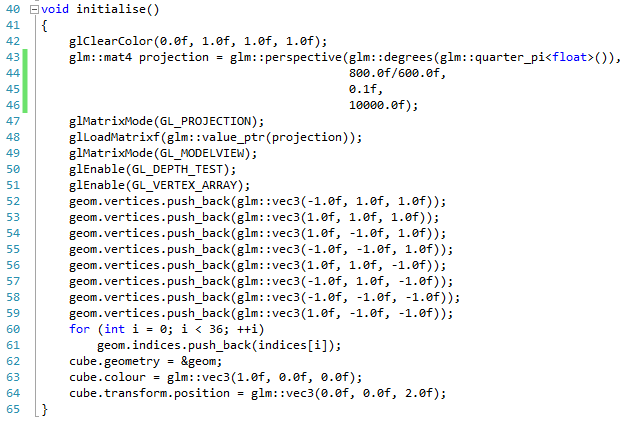 40 void initialise()
41 {
42 glClearColor(0.0f, 1.0f, 1.0f, 1.0f);
43 glm::mat4 projection = glm::perspective(glm::degrees(glm::quarter_pi<float>()),
44 800.0f/600.0f,
45 0.1f,
46 10000.0f);
47 glMatrixMode(GL_PROJECTION);
48 glLoadMatrixf(glm::value_ptr(projection));
49 glMatrixMode(GL_MODELVIEW);
50 glEnable(GL_DEPTH_TEST);
51 glEnable(GL_VERTEX_ARRAY);
52 geom.vertices.push_back(glm::vec3(-1.0f, 1.0f, 1.0f));
53 geom.vertices.push_back(glm::vec3(1.0f, 1.0f, 1.0f));
54 geom.vertices.push_back(glm::vec3(1.0f, -1.0f, 1.0f));
55 geom.vertices.push_back(glm::vec3(-1.0f, -1.0f, 1.0f));
56 geom.vertices.push_back(glm::vec3(1.0f, 1.0f, -1.0f));
57 geom.vertices.push_back(glm::vec3(-1.0f, 1.0f, -1.0f));
58 geom.vertices.push_back(glm::vec3(-1.0f, -1.0f, -1.0f));
59 geom.vertices.push_back(glm::vec3(1.0f, -1.0f, -1.0f));
60 for (int i = 0; i < 36; ++i)
61 geom.indices.push_back(indices[i]);
62 cube.geometry = &geom;
63 cube.colour = glm::vec3(1.0f, 0.0f, 0.0f);
64 cube.transform.position = glm::vec3(0.0f, 0.0f, 2.0f);
65 }